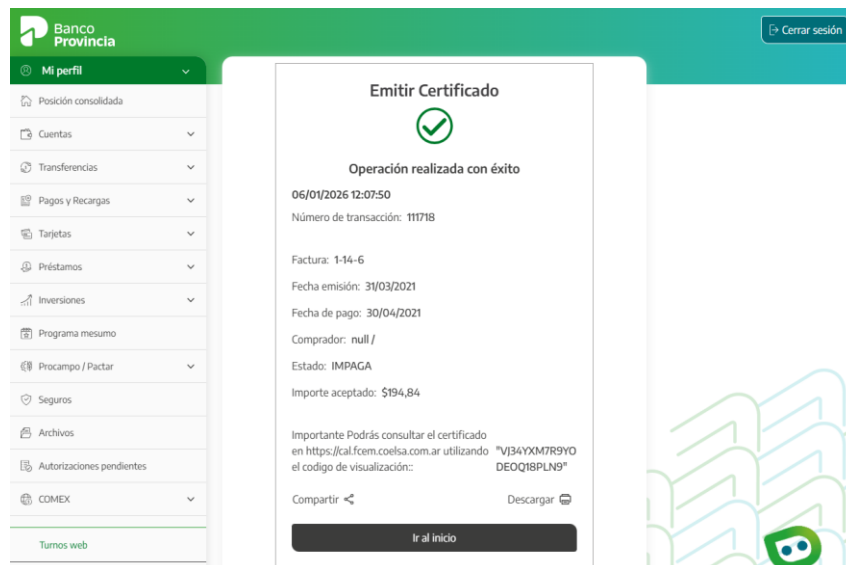 Banco
Provincia
Cerrar sesión
Mi perfil
Posición consolidada
Cuentas
Transferencias
Pagos y Recargas
Tarjetas
Préstamos
Inversiones
Programa mesumo
Procampo / Pactar
Seguros
Archivos
Autorizaciones pendientes
COMEX
Turnos web
Emitir Certificado
Operación realizada con éxito
06/01/2026 12:07:50
Número de transacción: 111718
Factura: 1-14-6
Fecha emisión: 31/03/2021
Fecha de pago: 30/04/2021
Comprador: null /
Estado: IMPAGA
Importe aceptado: $194,84
Importante Podrás consultar el certificado
en https://cal.fcem.coelsa.com.ar utilizando "VJ34YXM7R9YO
el codigo de visualización:: DEOQ18PLN9"
Compartir Descargar
Ir al inicio